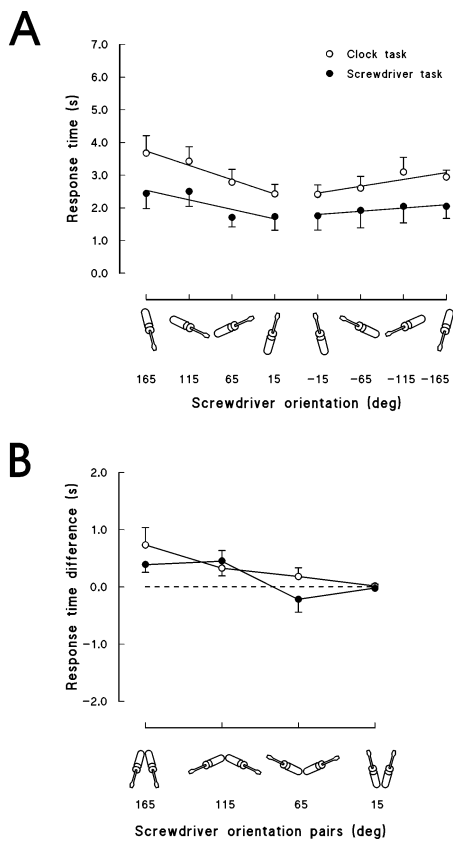 A
7.0
6.0
5.0
4.0
3.0
2.0
1.0
0.0
Response time (s)
Clock task
Screwdriver task
165 115 65 15 −15 −65 −115 −165
Screwdriver orientation (deg)
B
2.0
1.0
0.0
−1.0
−2.0
Response time difference (s)
165 115 65 15
Screwdriver orientation pairs (deg)